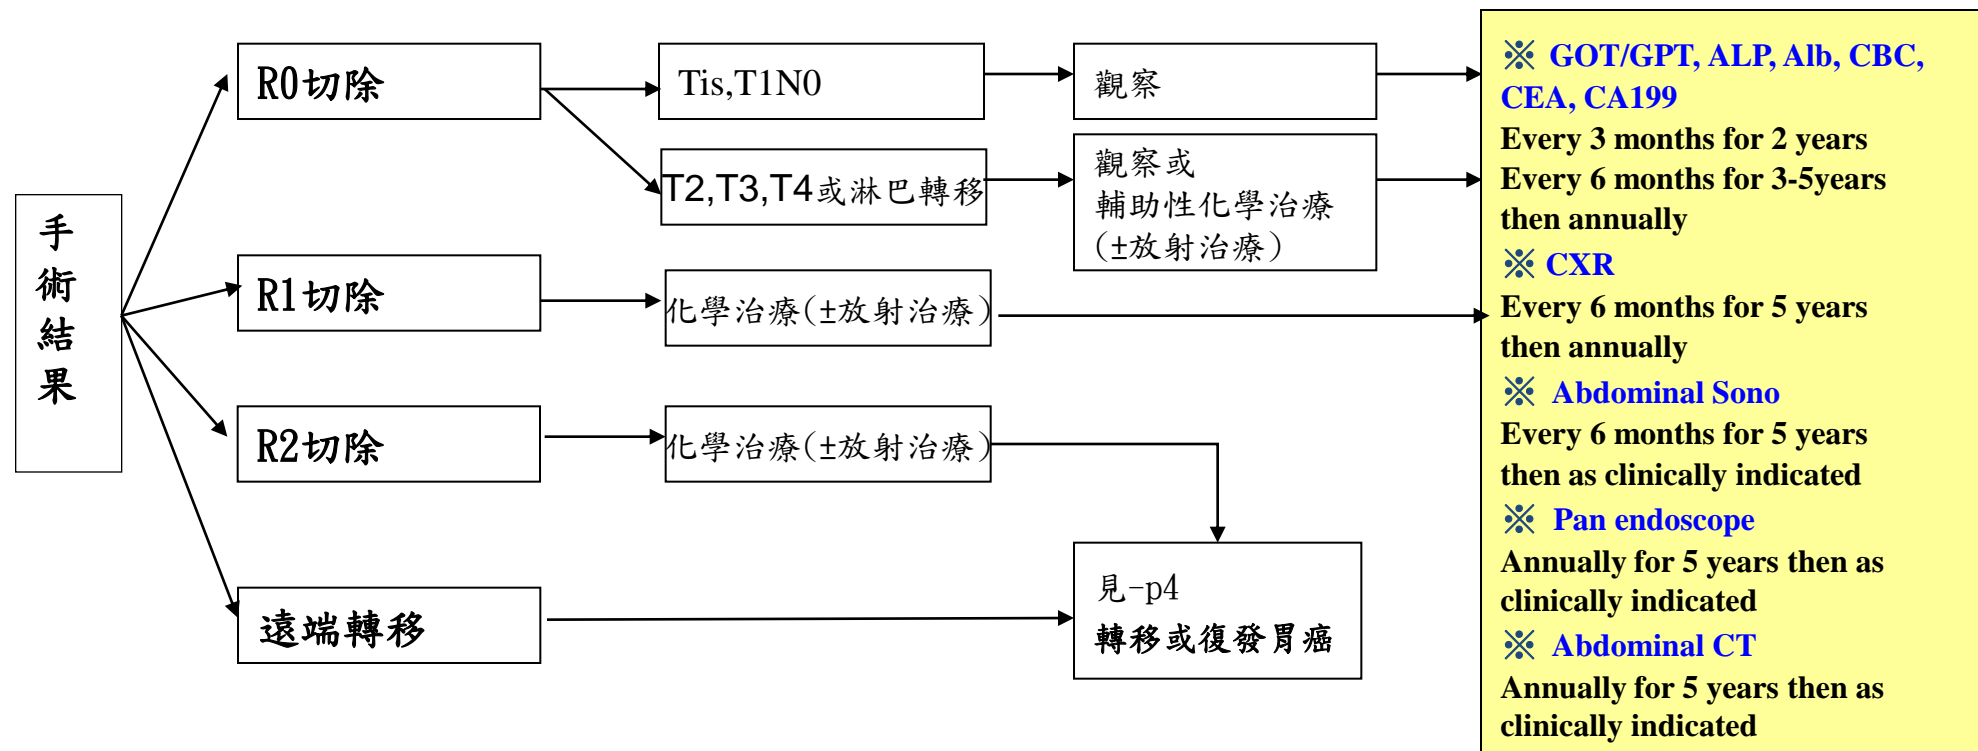 手
術
結
果
R0切除
Tis,T1N0
觀察
T2,T3,T4或淋巴轉移
觀察或
輔助性化學治療
(±放射治療)
R1切除
化學治療(±放射治療)
R2切除
化學治療(±放射治療)
遠端轉移
見-p4
轉移或復發胃癌
※ GOT/GPT, ALP, Alb, CBC,
CEA, CA199
Every 3 months for 2 years
Every 6 months for 3-5years
then annually
※ CXR
Every 6 months for 5 years
then annually
※ Abdominal Sono
Every 6 months for 5 years
then as clinically indicated
※ Pan endoscope
Annually for 5 years then as
clinically indicated
※ Abdominal CT
Annually for 5 years then as
clinically indicated